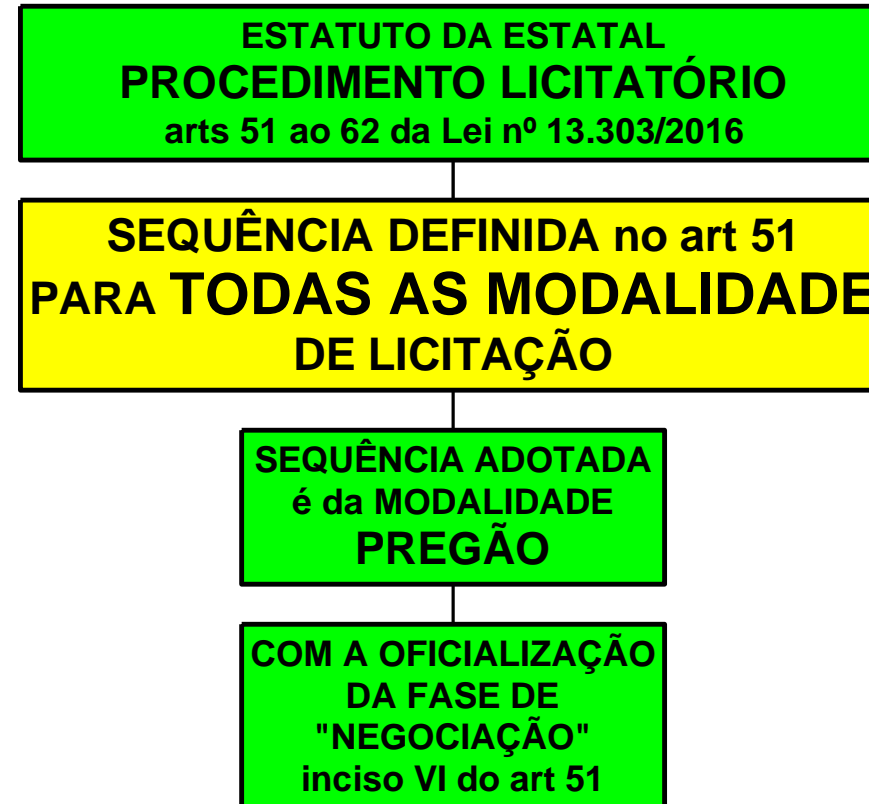 ESTATUTO DA ESTATAL
PROCEDIMENTO LICITATÓRIO
arts 51 ao 62 da Lei nº 13.303/2016
SEQUÊNCIA DEFINIDA no art 51
PARA TODAS AS MODALIDADE
DE LICITAÇÃO
SEQUÊNCIA ADOTADA
é da MODALIDADE
PREGÃO
COM A OFICIALIZAÇÃO
DA FASE DE
"NEGOCIAÇÃO"
inciso VI do art 51